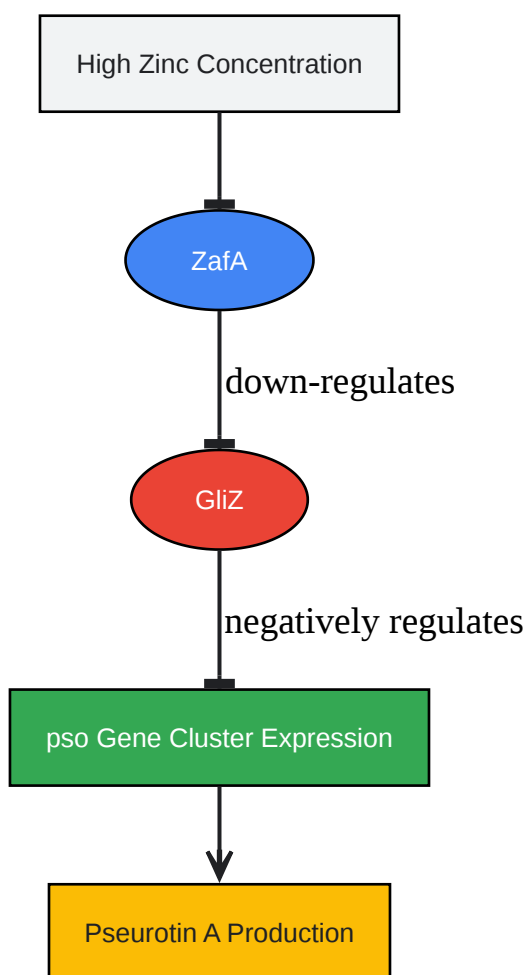 High Zinc Concentration
ZafA
down-regulates
GliZ
negatively regulates
pso Gene Cluster Expression
Pseurotin A Production